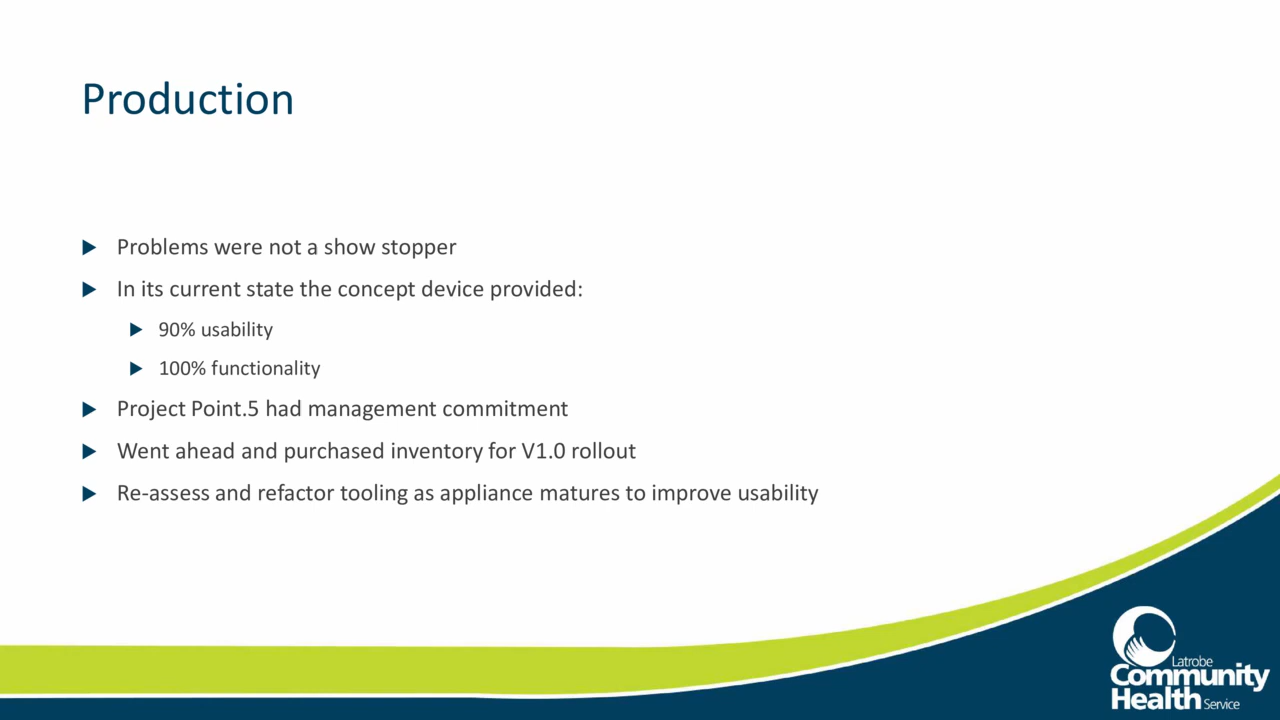 Production
Problems were not a show stopper
In its current state the concept device provided:
90% usability
100% functionality
Project Point.5 had management commitment
Went ahead and purchased inventory for V1.0 rollout
Re-assess and refactor tooling as appliance matures to improve usability
Latrobe
Community
Health Service